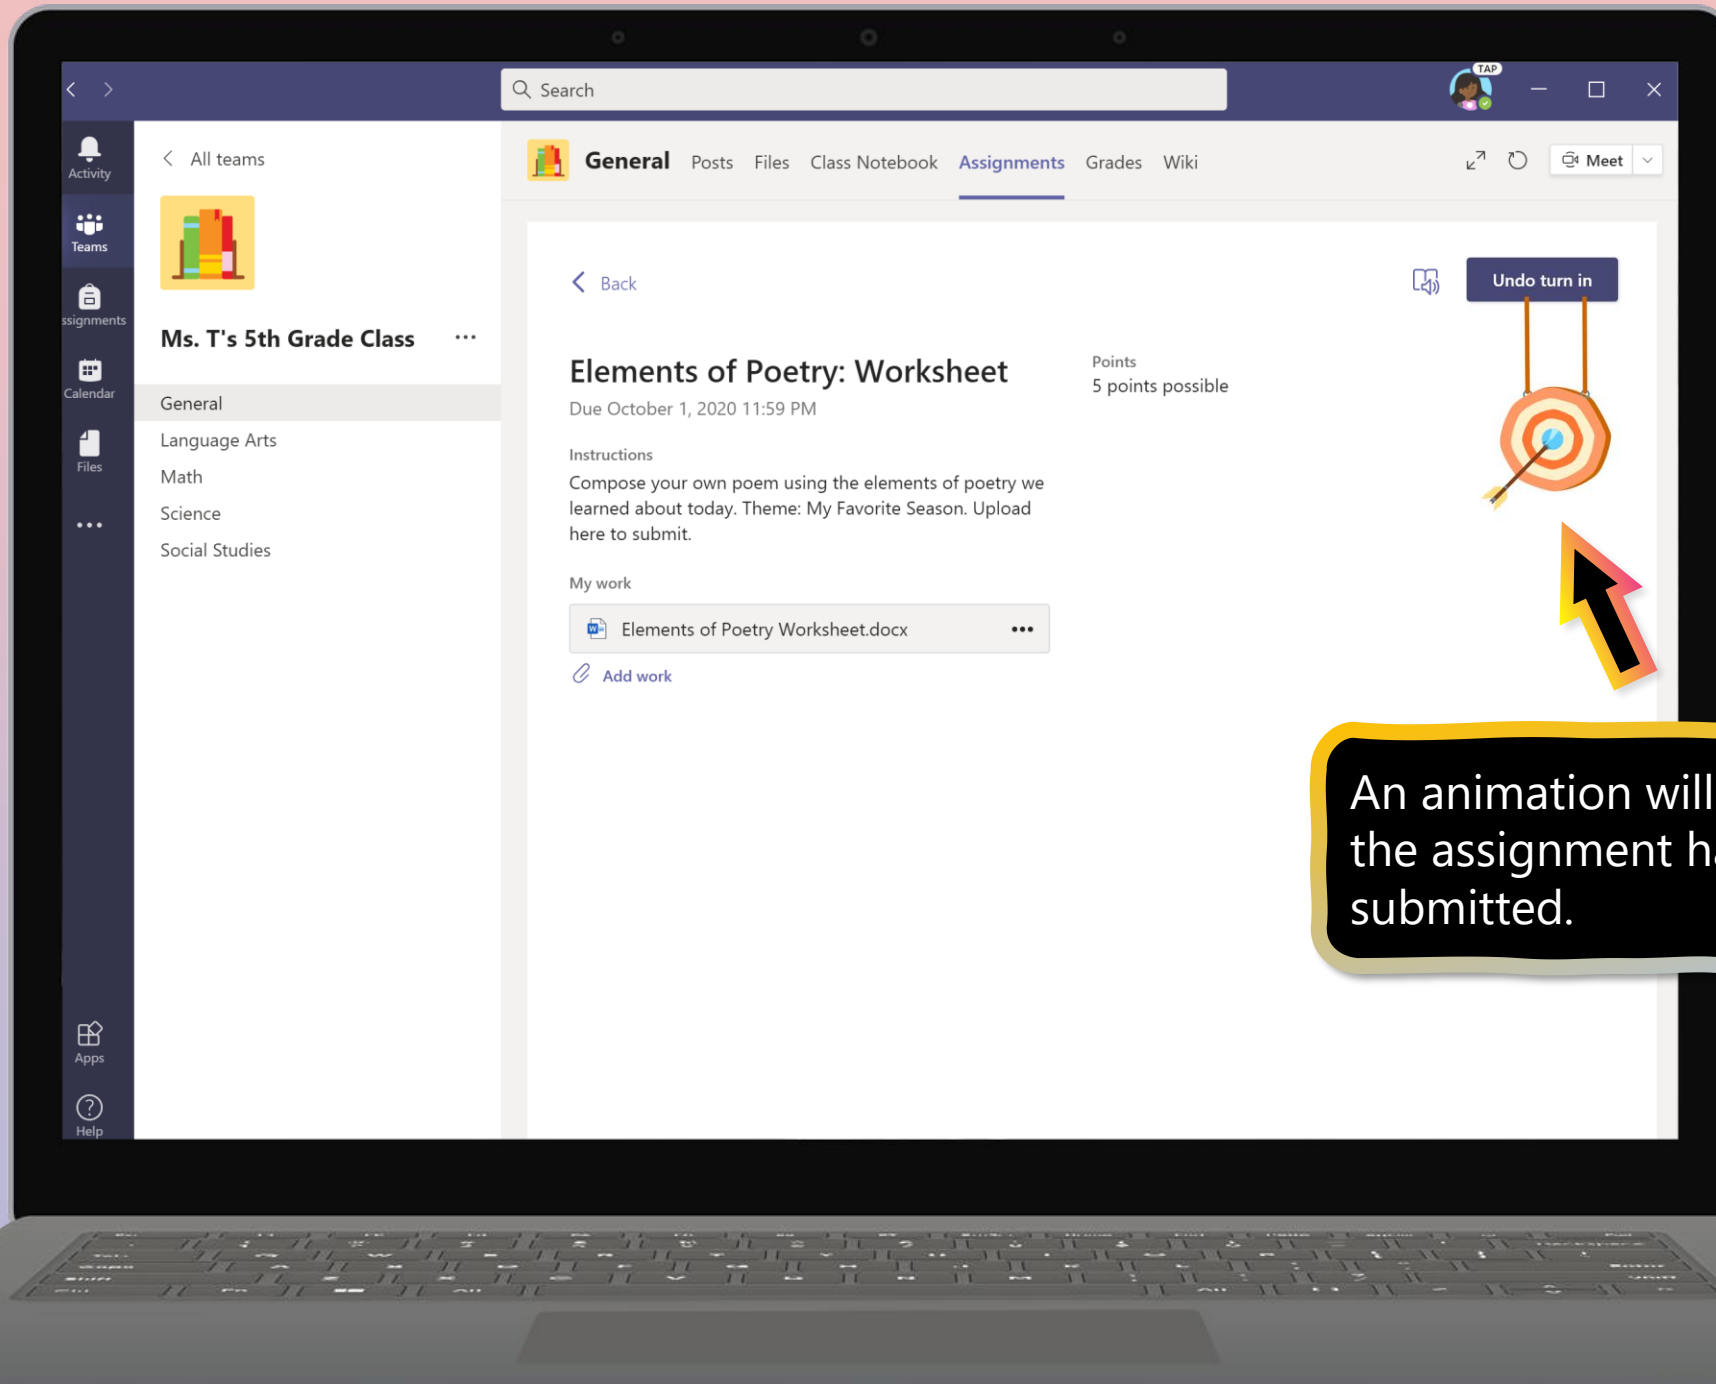 Search
TAP
Activity
Teams
ssignments
Calendar
Files
Apps
Help
All teams
Ms. T's 5th Grade Class
General
Language Arts
Math
Science
Social Studies
General Posts Files Class Notebook Assignments Grades Wiki
Meet
Back
Undo turn in
Elements of Poetry: Worksheet
Due October 1, 2020 11:59 PM
Points
5 points possible
Instructions
Compose your own poem using the elements of poetry we
learned about today. Theme: My Favorite Season. Upload
here to submit.
My work
Elements of Poetry Worksheet.docx
Add work
An animation will
the assignment ha
submitted.